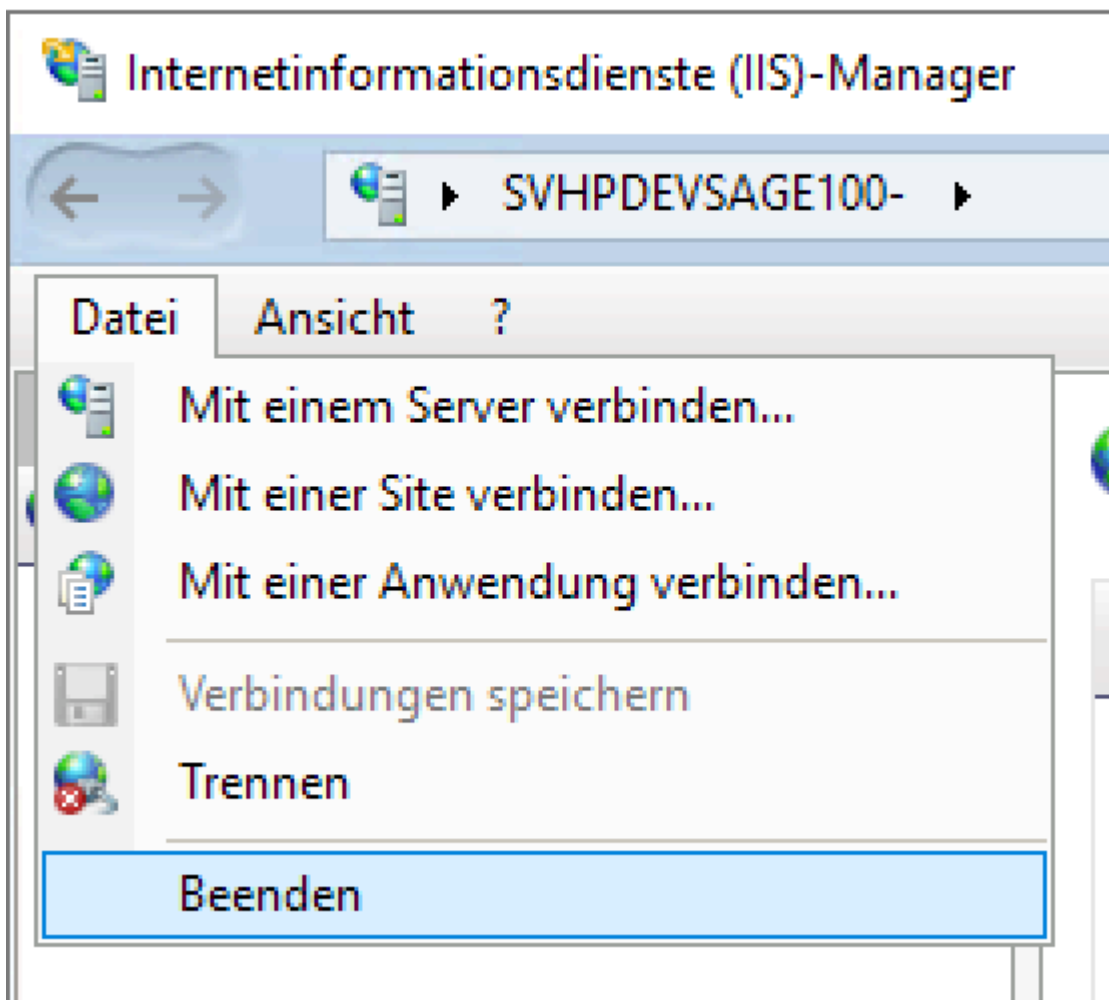 Internetinformationsdienste (IIS)-Manager
SVHPDEVSAGE100-
Datei Ansicht ?
Mit einem Server verbinden...
Mit einer Site verbinden...
Mit einer Anwendung verbinden...
Verbindungen speichern
Trennen
Beenden